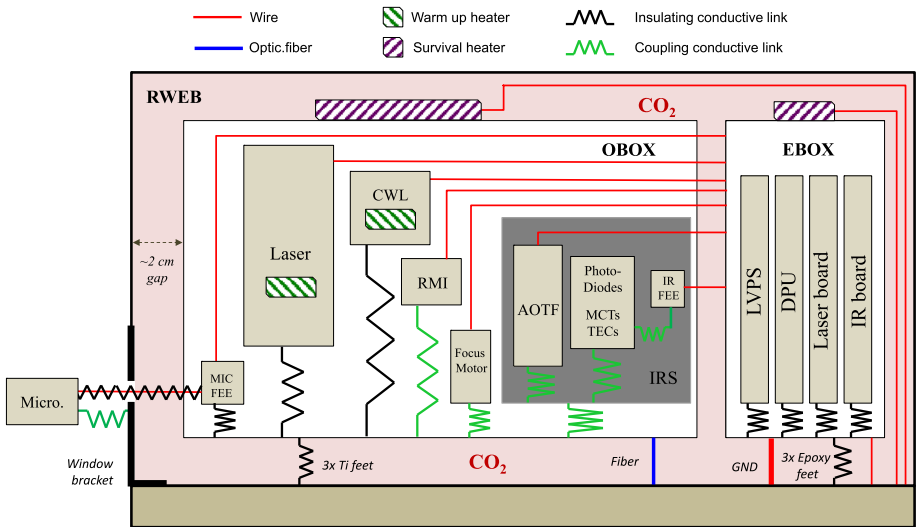 Wire
Warm up heater
Insulating conductive link
Optic.fiber
Survival heater
Coupling conductive link
RWEB
CO2
OBOX
EBOX
CWL
~2 cm
gap
Laser
RMI
Photo-
Diodes
MCTs
TECs
IR
FEE
AOTF
LVPS
DPU
Laser board
IR board
Focus
Motor
IRS
MIC
FEE
Micro.
Window
bracket
3x Ti feet
CO2
Fiber
GND
3x Epoxy
feet